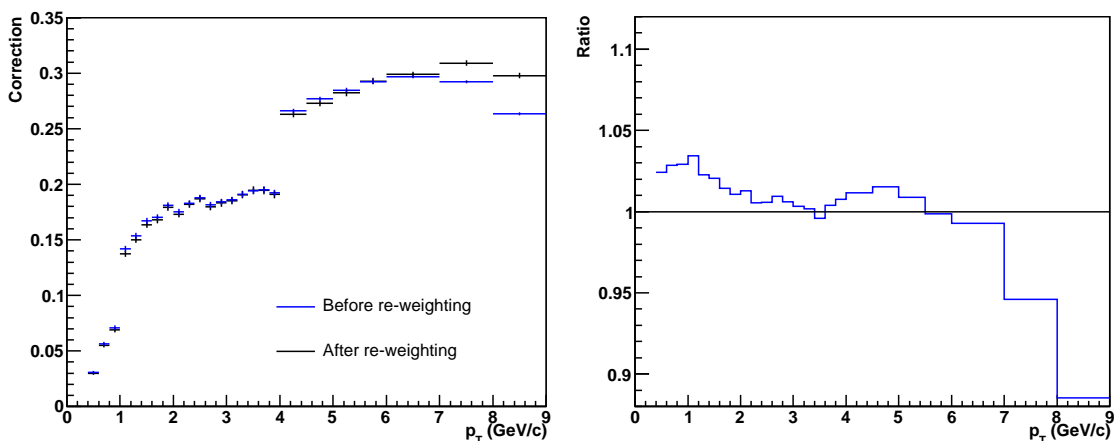 Correction
0.35
0.3
0.25
0.2
0.15
0.1
0.05
0
Before re-weighting
After re-weighting
0 1 2 3 4 5 6 7 8 9
p_T (GeV/c)
Ratio
1.1
1.05
1
0.95
0.9
0 1 2 3 4 5 6 7 8 9
p_T (GeV/c)